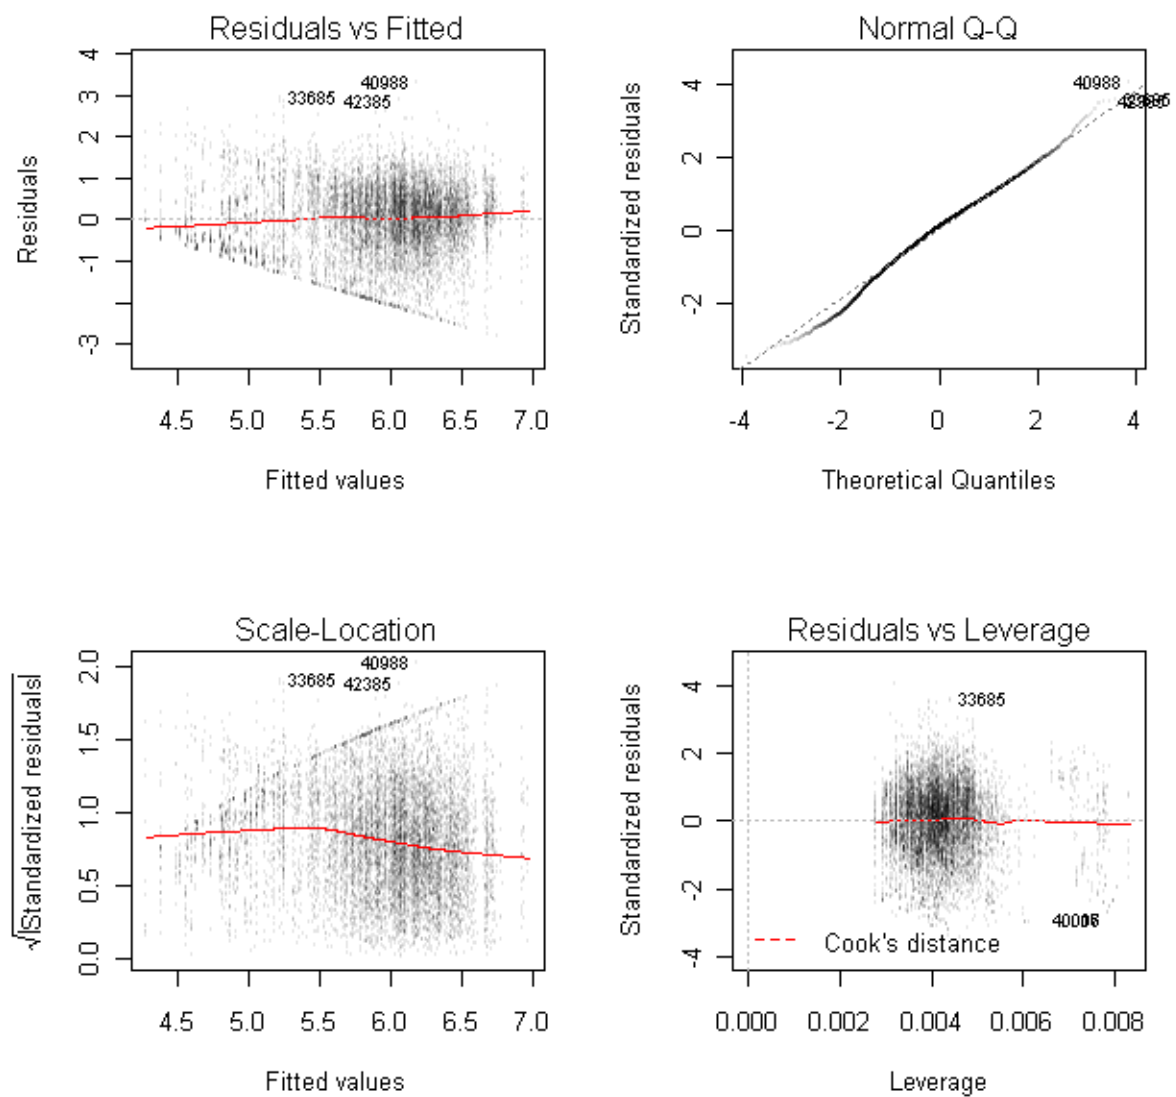 Residuals vs Fitted
Residuals
4
3
2
1
0
-1
-3
40988
33685
42385
4.5 5.0 5.5 6.0 6.5 7.0
Fitted values
Normal Q-Q
Standardized residuals
4
2
0
-2
40988
-4 -2 0 2 4
Theoretical Quantiles
Scale-Location
√|Standardized residuals|
2.0
1.5
1.0
0.5
0.0
40988
33685
42385
4.5 5.0 5.5 6.0 6.5 7.0
Fitted values
Residuals vs Leverage
Standardized residuals
4
2
0
-2
-4
33685
Cook's distance
0.000 0.002 0.004 0.006 0.008
Leverage